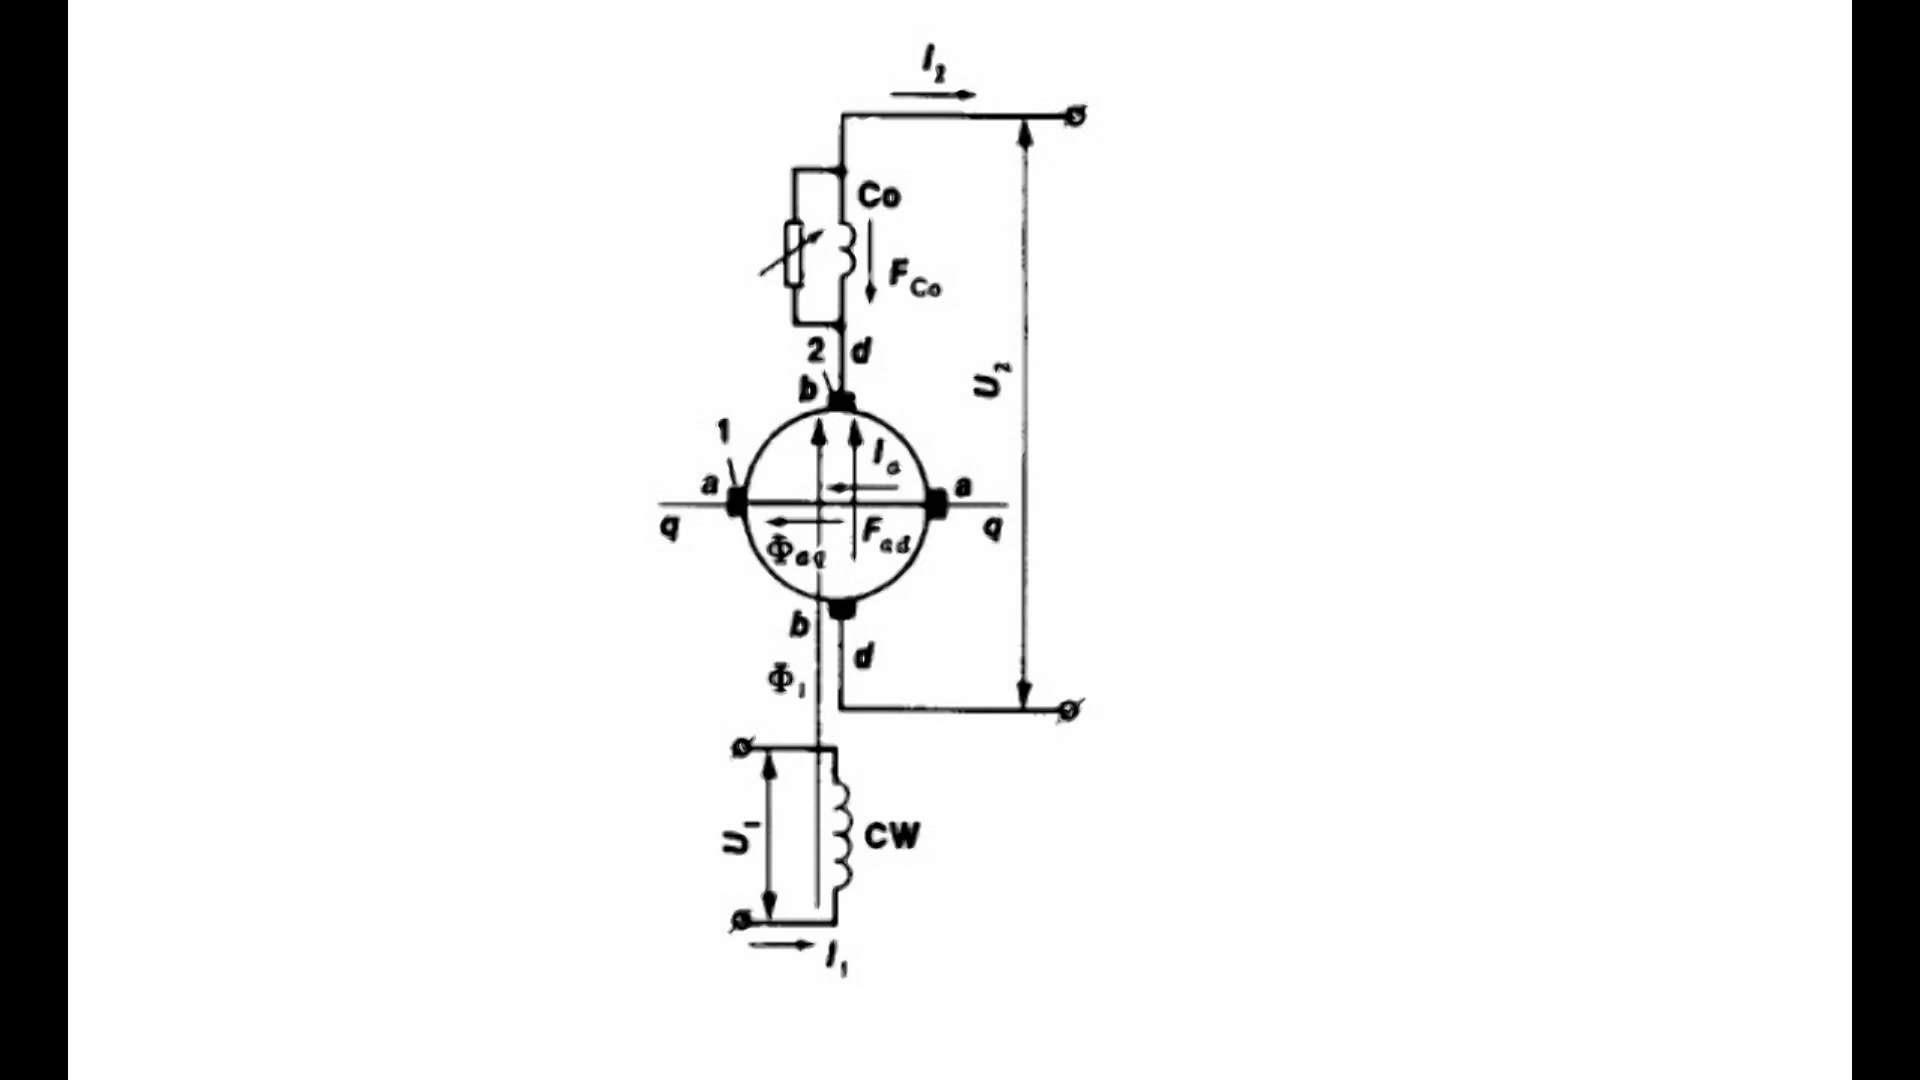 I₂
Co
F_Co
2 d
b
U₂
1
I_a
a a
q q
Φ_aq F_ad
b
d
Φ₁
U₁
CW
I₁